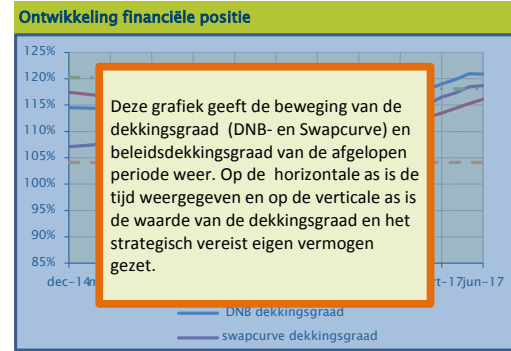 Ontwikkeling financiële positie
125%
120%
115%
110%
105%
100%
95%
90%
85%
Deze grafiek geeft de beweging van de
dekkingsgraad (DNB- en Swapcurve) en
beleidsdekkingsgraad van de afgelopen
periode weer. Op de horizontale as is de
tijd weergegeven en op de verticale as is
de waarde van de dekkingsgraad en het
strategisch vereist eigen vermogen
gezet.
dec-14 jun-17
DNB dekkingsgraad
swapcurve dekkingsgraad